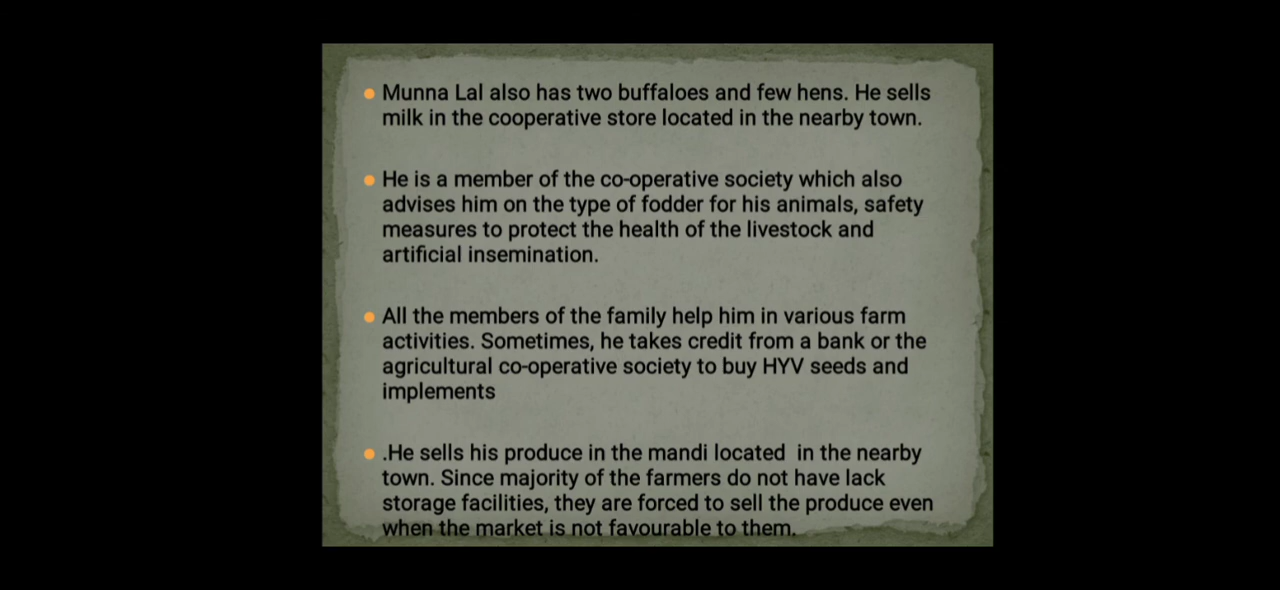 • Munna Lal also has two buffaloes and few hens. He sells
milk in the cooperative store located in the nearby town.
• He is a member of the co-operative society which also
advises him on the type of fodder for his animals, safety
measures to protect the health of the livestock and
artificial insemination.
• All the members of the family help him in various farm
activities. Sometimes, he takes credit from a bank or the
agricultural co-operative society to buy HYV seeds and
implements
• .He sells his produce in the mandi located  in the nearby
town. Since majority of the farmers do not have lack
storage facilities, they are forced to sell the produce even
when the market is not favourable to them.